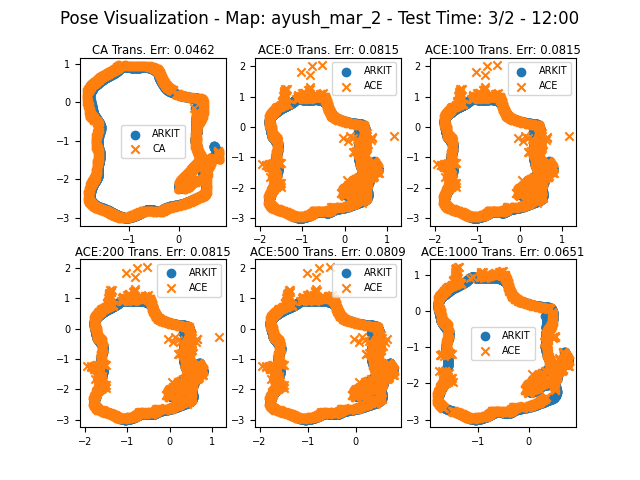 Pose Visualization - Map: ayush_mar_2 - Test Time: 3/2 - 12:00
CA Trans. Err: 0.0462
ACE:0 Trans. Err: 0.0815
ACE:100 Trans. Err: 0.0815
1
0
−1
−2
−3
ARKIT
CA
−1
0
2
1
0
−1
−2
−3
ARKIT
ACE
−2
−1
0
1
2
1
0
−1
−2
−3
ARKIT
ACE
−2
−1
0
1
ACE:200 Trans. Err: 0.0815
ACE:500 Trans. Err: 0.0809
ACE:1000 Trans. Err: 0.0651
2
1
0
−1
−2
−3
ARKIT
ACE
−2
−1
0
1
2
1
0
−1
−2
−3
ARKIT
ACE
−2
−1
0
1
0
−1
−2
−3
ARKIT
ACE
−1
0